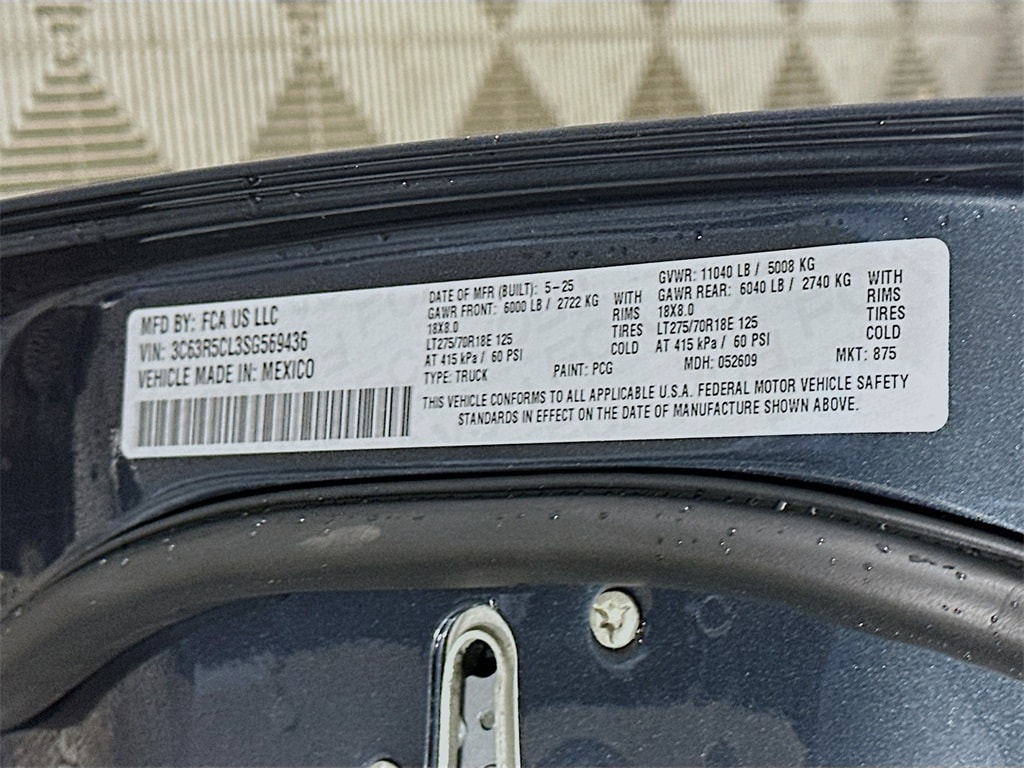 MFD BY: FCA US LLC
VIN: 3C63R5CL3SG569436
VEHICLE MADE IN: MEXICO
DATE OF MFR (BUILT): 5-25
GAWR FRONT: 6000 LB / 2722 KG
18X8.0
LT275/70R18E 125
AT 415 kPa / 60 PSI
WITH
RIMS
TIRES
COLD
GVWR: 11040 LB / 5008 KG
GAWR REAR: 6040 LB / 2740 KG
18X8.0
LT275/70R18E 125
AT 415 kPa / 60 PSI
WITH
RIMS
TIRES
COLD
TYPE: TRUCK PAINT: PCG MDH: 052609 MKT: 875
THIS VEHICLE CONFORMS TO ALL APPLICABLE U.S.A. FEDERAL MOTOR VEHICLE SAFETY
STANDARDS IN EFFECT ON THE DATE OF MANUFACTURE SHOWN ABOVE.